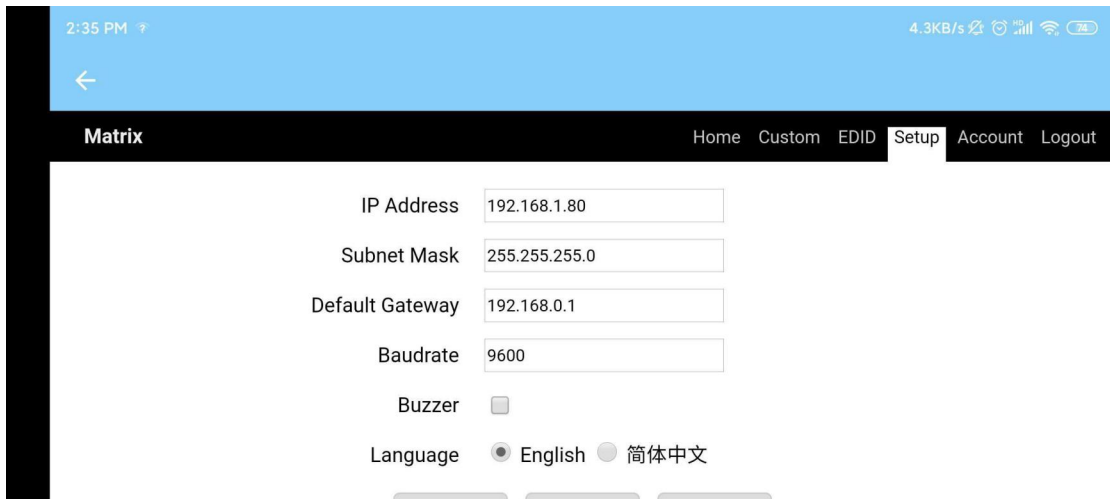 2:35 PM
4.3KB/s HD 74
Matrix
Home Custom EDID Setup Account Logout
IP Address 192.168.1.80
Subnet Mask 255.255.255.0
Default Gateway 192.168.0.1
Baudrate 9600
Buzzer
Language English 简体中文